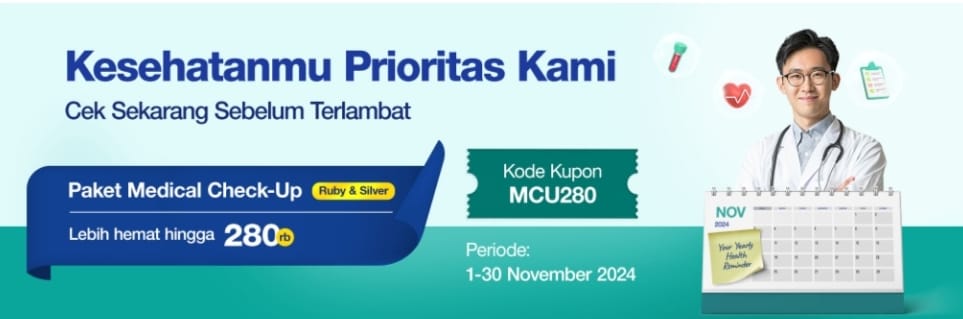 Kesehatanmu Prioritas Kami
Cek Sekarang Sebelum Terlambat
Paket Medical Check-Up Ruby & Silver
Lebih hemat hingga 280rb
Kode Kupon
MCU280
Periode:
1-30 November 2024
NOV
2024
Your Yearly
Health
Reminder